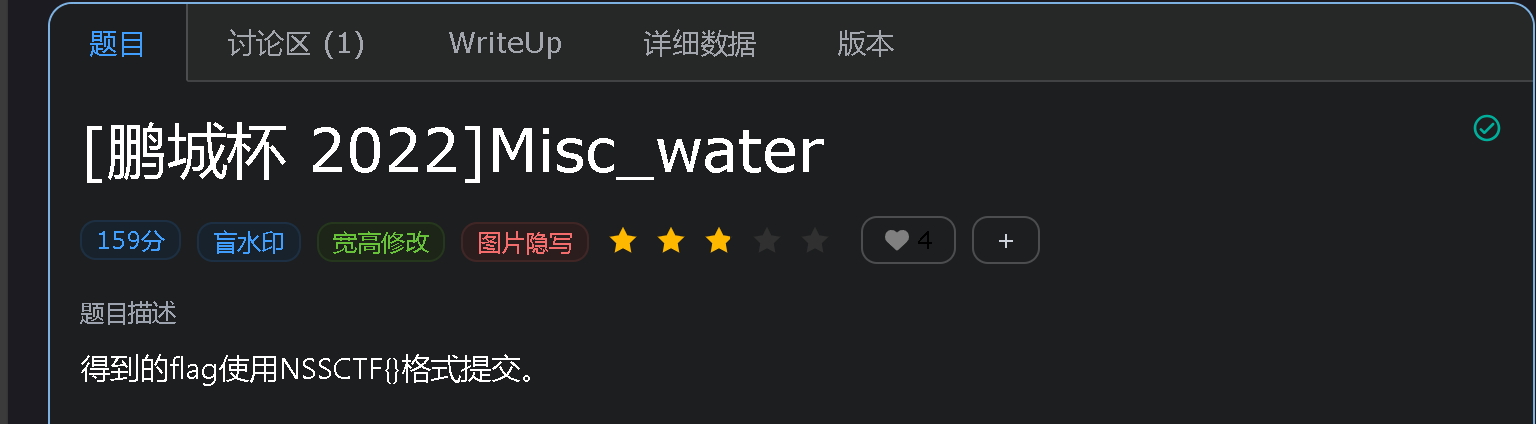 题目 讨论区 (1) WriteUp 详细数据 版本
[鹏城杯 2022]Misc_water
159分 盲水印 宽高修改 图片隐写 4 +
题目描述
得到的flag使用NSSCTF{}格式提交。